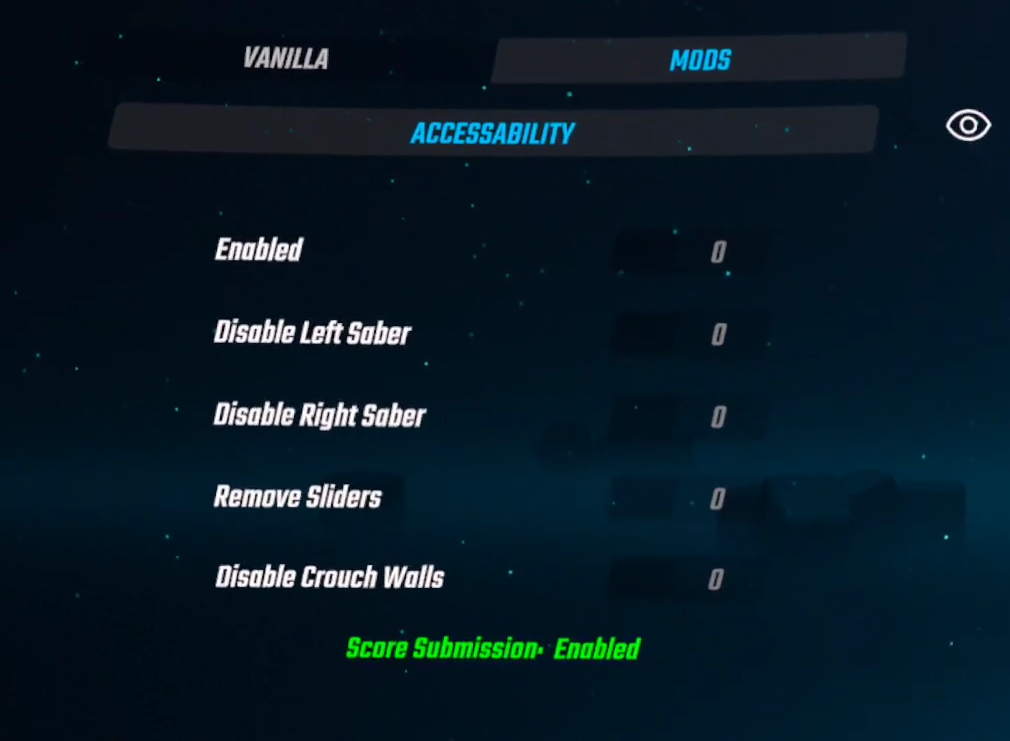 VANILLA MODS
ACCESSABILITY
Enabled 0
Disable Left Saber 0
Disable Right Saber 0
Remove Sliders 0
Disable Crouch Walls 0
Score Submission: Enabled